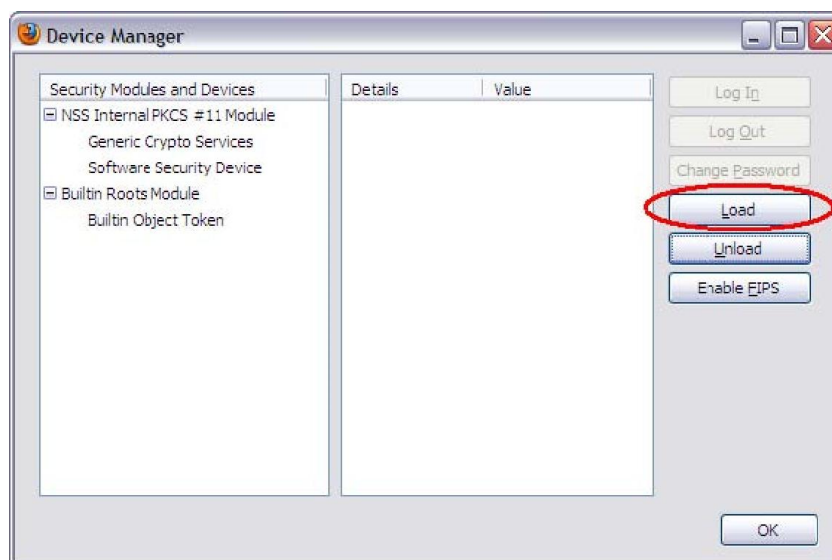 Device Manager
Security Modules and Devices
NSS Internal PKCS #11 Module
Generic Crypto Services
Software Security Device
Builtin Roots Module
Builtin Object Token
Details Value
Log In
Log Out
Change Password
Load
Unload
Enable FIPS
OK